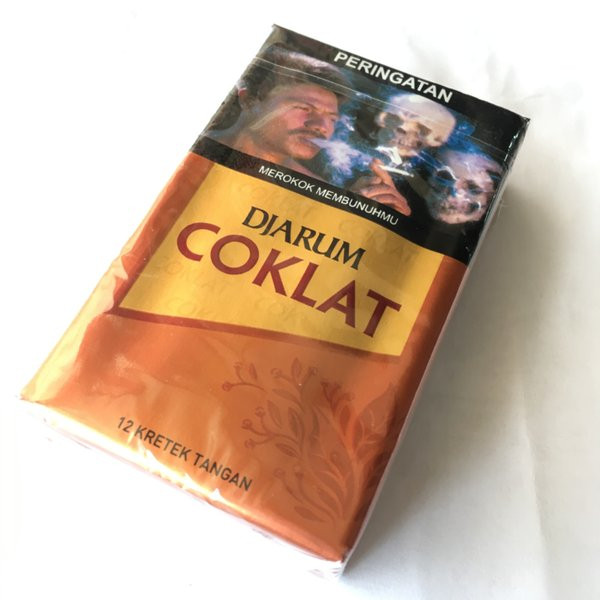 PERINGATAN
MEROKOK MEMBUNUHMU
DJARUM
COKLAT
12 KRETEK TANGAN